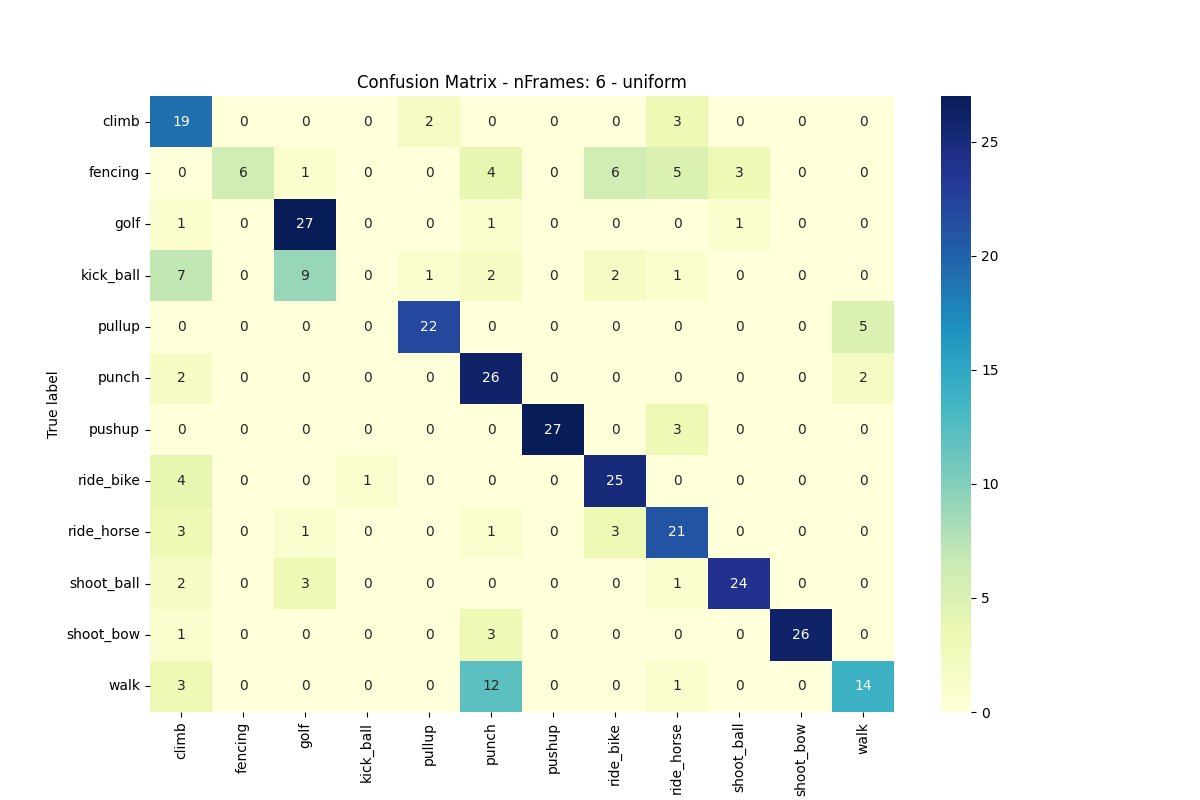 Confusion Matrix - nFrames: 6 - uniform
True label
climb 19 0 0 0 2 0 0 0 3 0 0 0
fencing 0 6 1 0 0 4 0 6 5 3 0 0
golf 1 0 27 0 0 1 0 0 0 1 0 0
kick_ball 7 0 9 0 1 2 0 2 1 0 0 0
pullup 0 0 0 0 22 0 0 0 0 0 0 5
punch 2 0 0 0 0 26 0 0 0 0 0 2
pushup 0 0 0 0 0 0 27 0 3 0 0 0
ride_bike 4 0 0 1 0 0 0 25 0 0 0 0
ride_horse 3 0 1 0 0 1 0 3 21 0 0 0
shoot_ball 2 0 3 0 0 0 0 0 1 24 0 0
shoot_bow 1 0 0 0 0 3 0 0 0 0 26 0
walk 3 0 0 0 0 12 0 0 1 0 0 14
climb fencing golf kick_ball pullup punch pushup ride_bike ride_horse shoot_ball shoot_bow walk
25
20
15
10
5
0